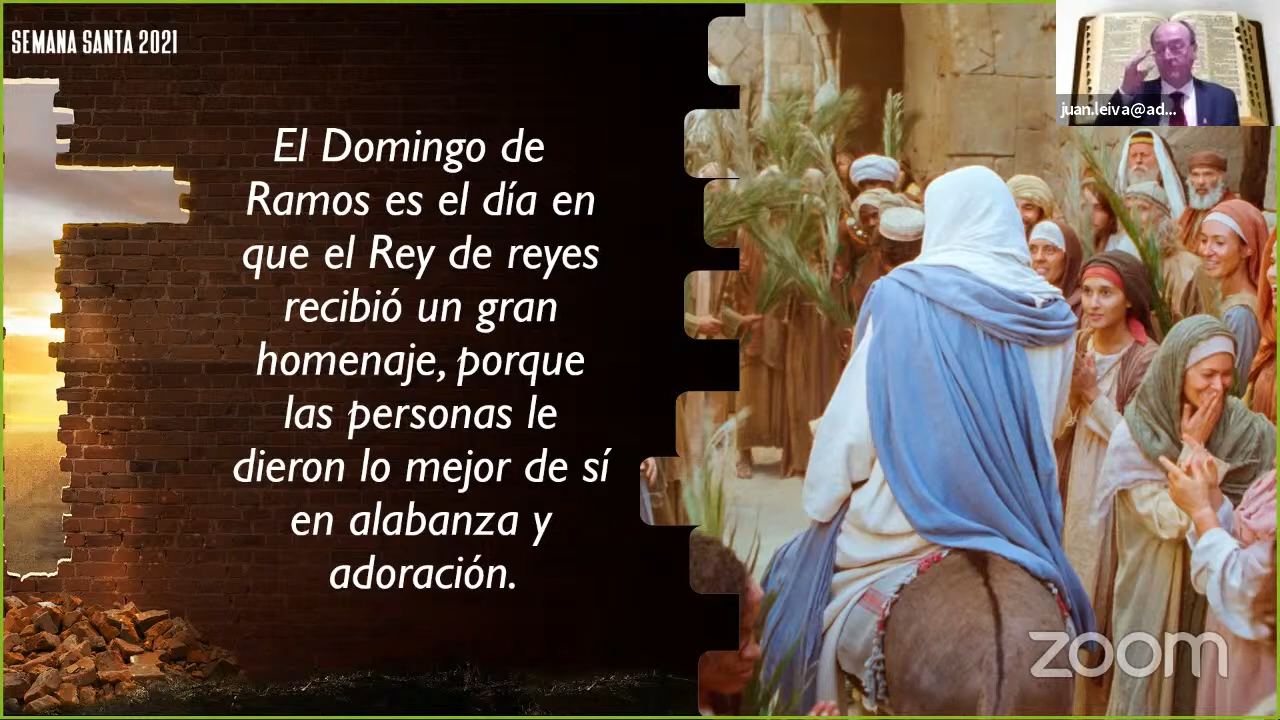 SEMANA SANTA 2021
juan.leiva@ad...
El Domingo de
Ramos es el día en
que el Rey de reyes
recibió un gran
homenaje, porque
las personas le
dieron lo mejor de sí
en alabanza y
adoración.
zoom